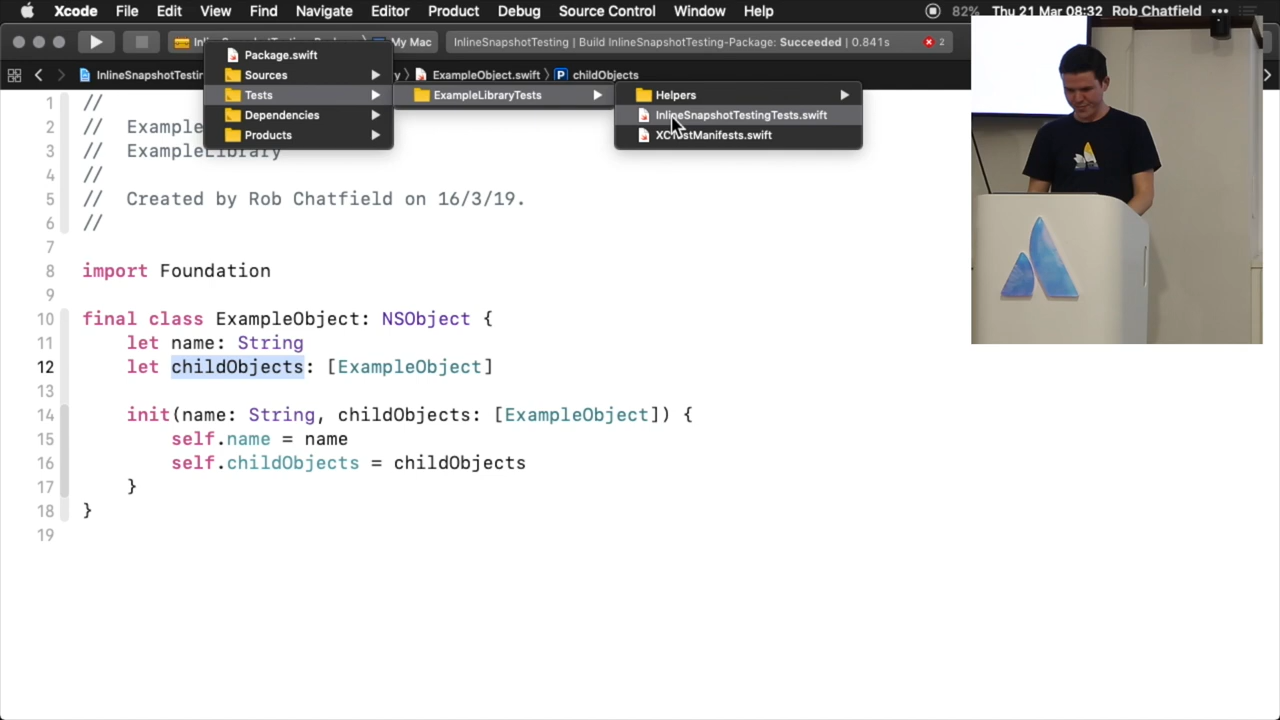 Xcode File Edit View Find Navigate Editor Product Debug Source Control Window Help 82% Thu 21 Mar 08:32 Rob Chatfield
My Mac InlineSnapshotTesting | Build InlineSnapshotTesting-Package: Succeeded | 0.841s 2
InlineSnapshotTestin ExampleObject.swift P childObjects
Package.swift
Sources
Tests
Dependencies
Products
ExampleLibraryTests
Helpers
InlineSnapshotTestingTests.swift
XCTestManifests.swift
1 //
2 // Example
3 // ExampleLibrary
4 //
5 // Created by Rob Chatfield on 16/3/19.
6 //
7
8 import Foundation
9
10 final class ExampleObject: NSObject {
11 let name: String
12 let childObjects: [ExampleObject]
13
14 init(name: String, childObjects: [ExampleObject]) {
15 self.name = name
16 self.childObjects = childObjects
17 }
18 }
19